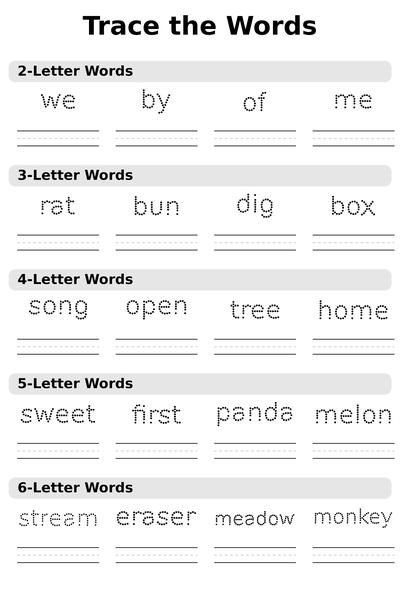 Trace the Words
2-Letter Words
we by of me
3-Letter Words
rat bun dig box
4-Letter Words
song open tree home
5-Letter Words
sweet first panda melon
6-Letter Words
stream eraser meadow monkey